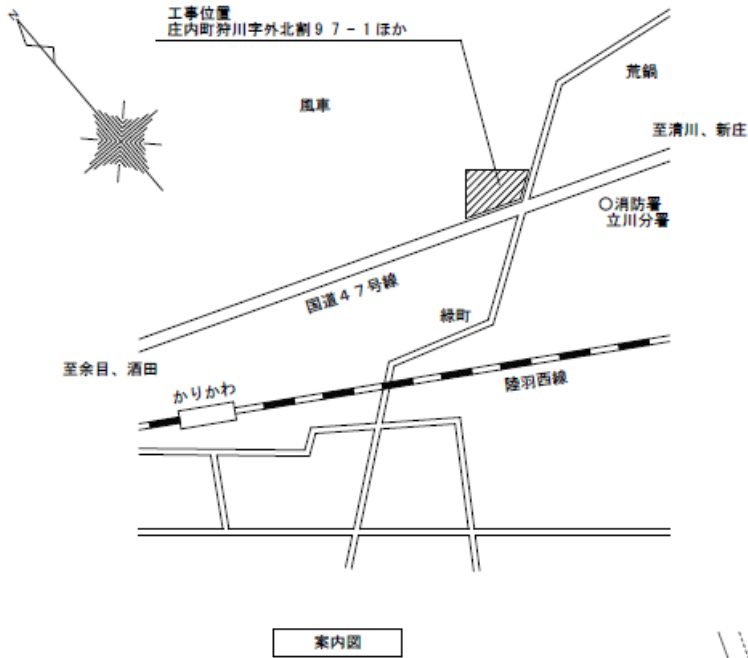 N
工事位置
庄内町狩川字外北割９７－１ほか
風車
荒鍋
至清川、新庄
○消防署
立川分署
国道４７号線
緑町
至余目、酒田
かりかわ
陸羽西線
案内図